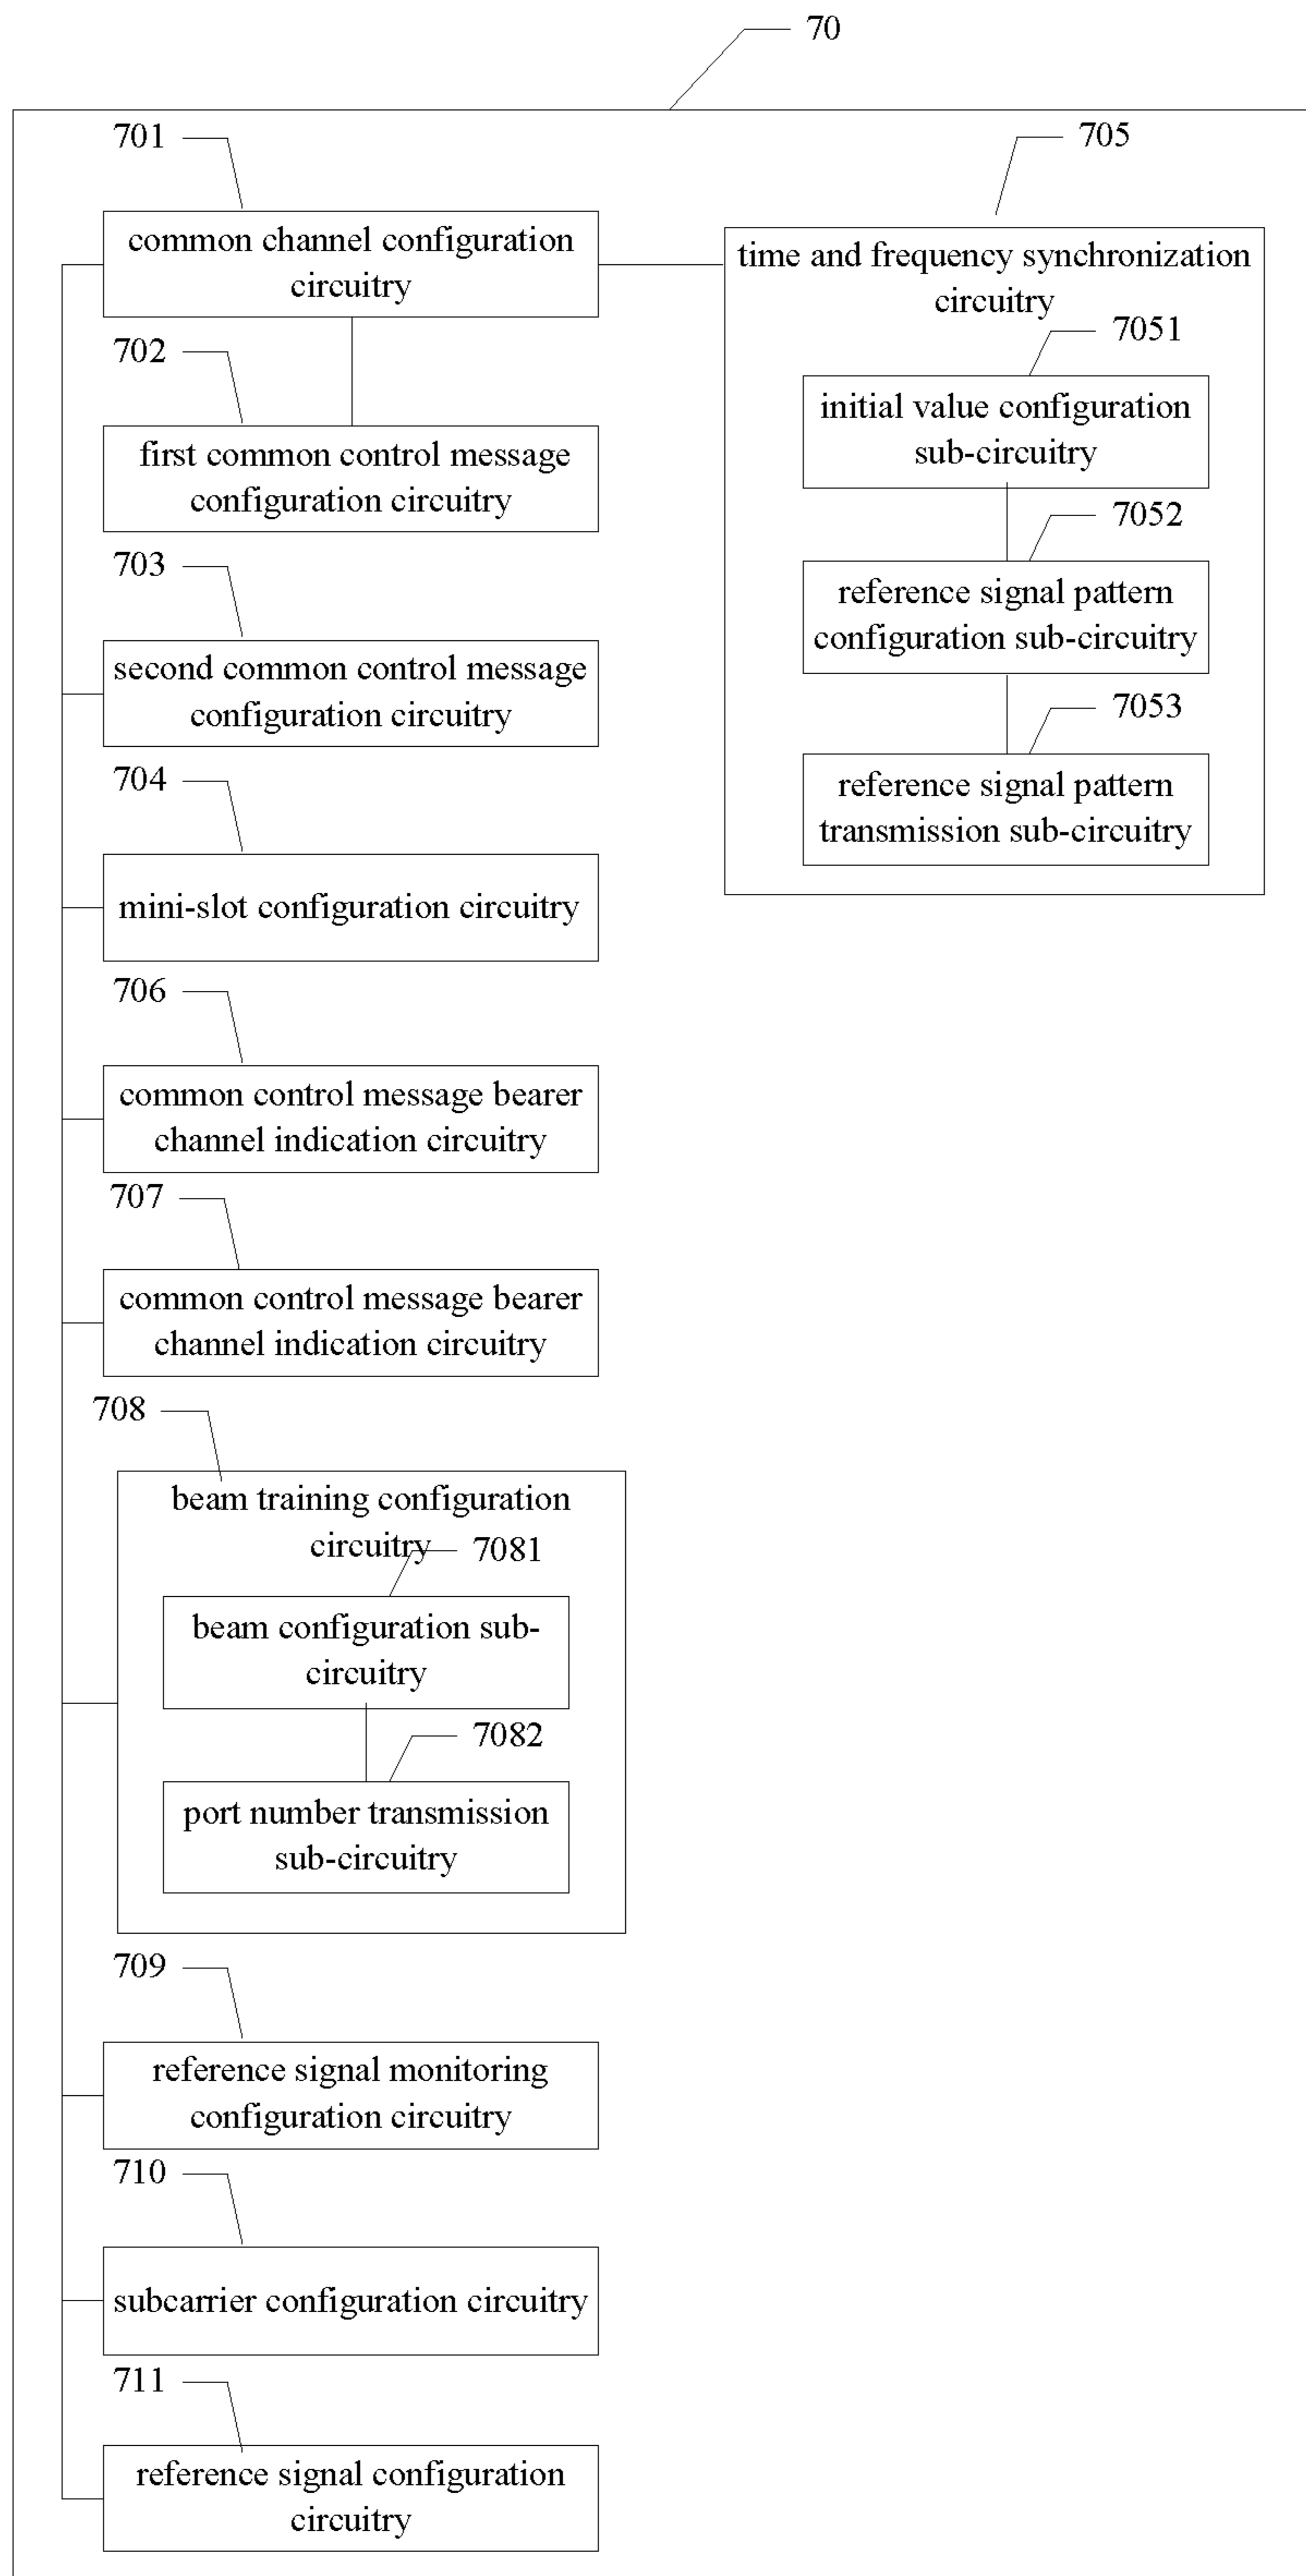 70
701
common channel configuration
circuitry
702
first common control message
configuration circuitry
703
second common control message
configuration circuitry
704
mini-slot configuration circuitry
705
time and frequency synchronization
circuitry
7051
initial value configuration
sub-circuitry
7052
reference signal pattern
configuration sub-circuitry
7053
reference signal pattern
transmission sub-circuitry
706
common control message bearer
channel indication circuitry
707
common control message bearer
channel indication circuitry
708
beam training configuration
circuitry
7081
beam configuration sub-
circuitry
7082
port number transmission
sub-circuitry
709
reference signal monitoring
configuration circuitry
710
subcarrier configuration circuitry
711
reference signal configuration
circuitry